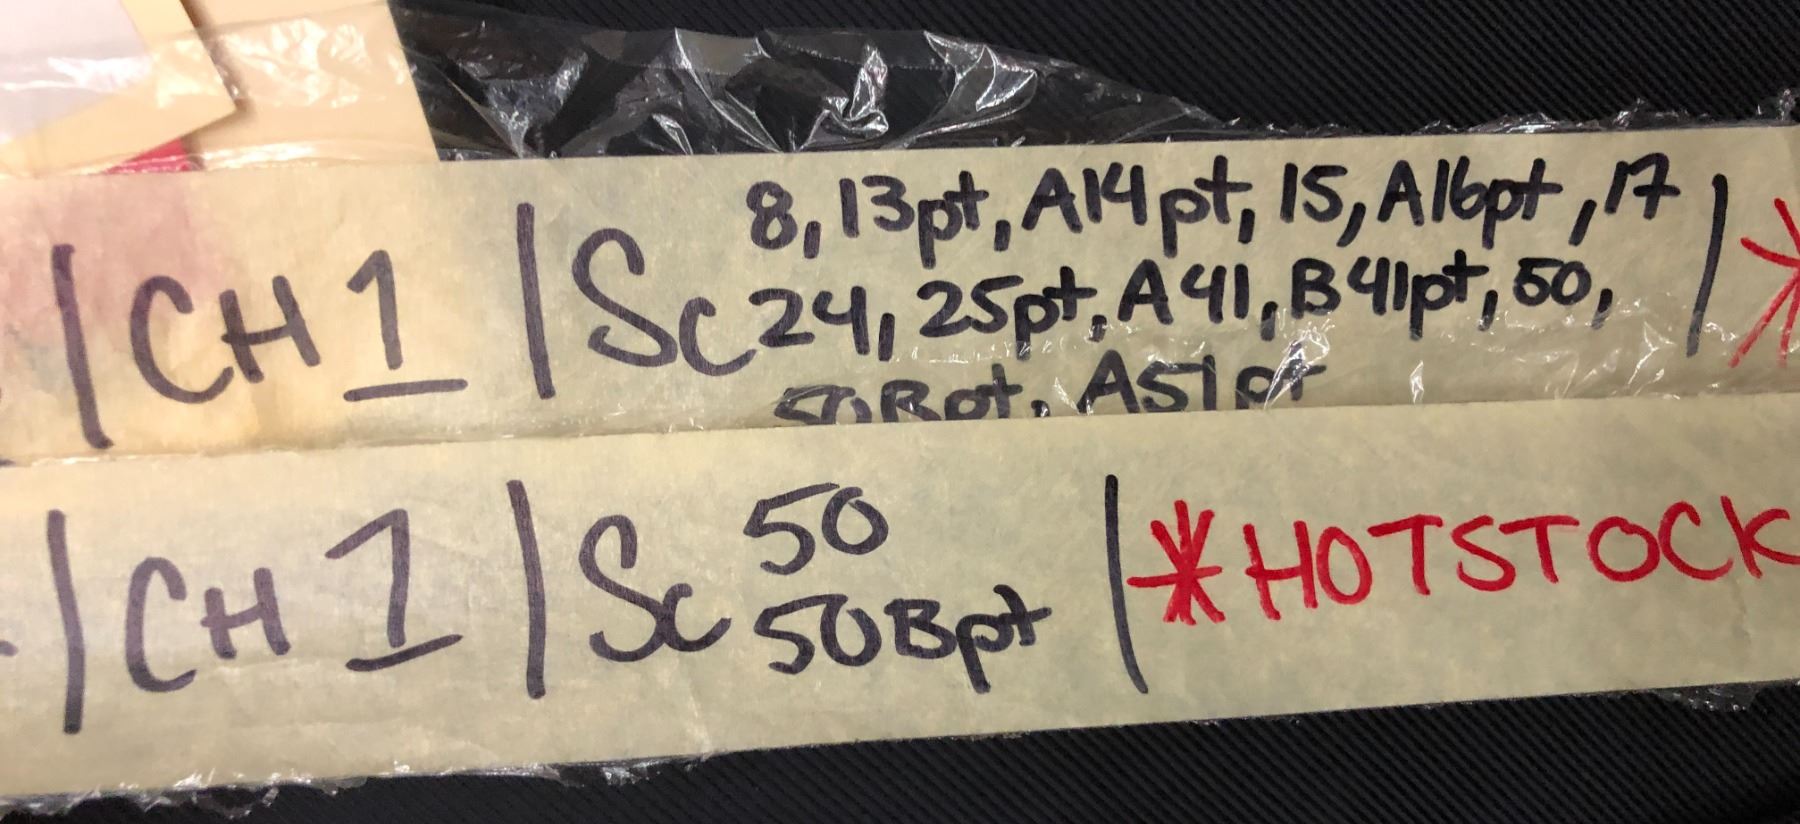 | CH 1 | Sc 8, 13pt, A14pt, 15, A16pt, 17 | *
24, 25pt, A41, B41pt, 50,
50Bpt, A51pt
| CH 1 | Sc 50 | * HOTSTOCK
50Bpt